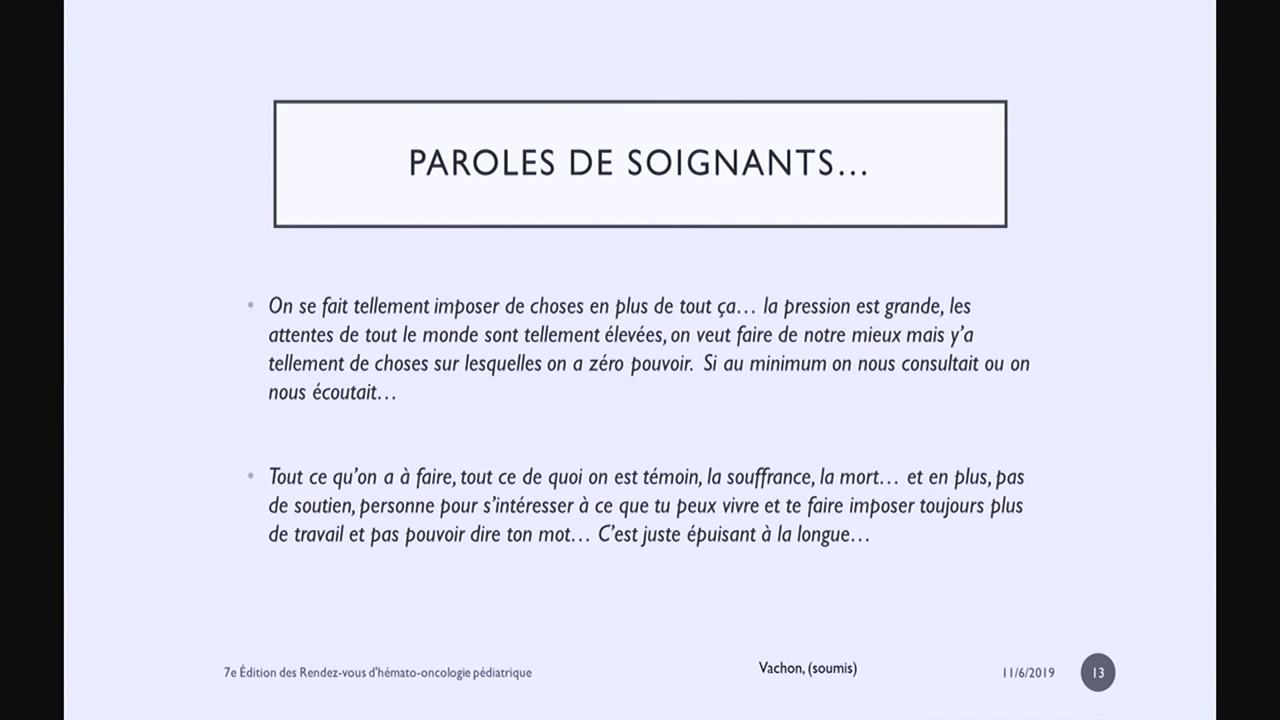 PAROLES DE SOIGNANTS…
• On se fait tellement imposer de choses en plus de tout ça… la pression est grande, les
attentes de tout le monde sont tellement élevées, on veut faire de notre mieux mais y’a
tellement de choses sur lesquelles on a zéro pouvoir. Si au minimum on nous consultait ou on
nous écoutait…
• Tout ce qu’on a à faire, tout ce de quoi on est témoin, la souffrance, la mort… et en plus, pas
de soutien, personne pour s’intéresser à ce que tu peux vivre et te faire imposer toujours plus
de travail et pas pouvoir dire ton mot… C’est juste épuisant à la longue…
7e Édition des Rendez-vous d'hémato-oncologie pédiatrique
Vachon, (soumis)
11/6/2019
13